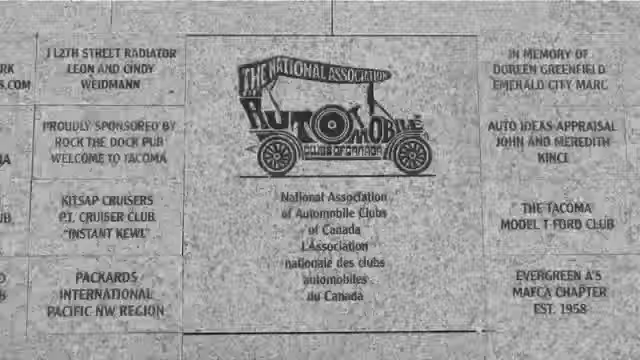 RK
S.COM
112TH STREET RADIATOR
LEON AND CINDY
WEIDMANN
PROUDLY SPONSORED BY
ROCK THE DOCK PUB
WELCOME TO TACOMA
KITSAP CRUISERS
P.T. CRUISER CLUB
"INSTANT KEWL"
PACKARDS
INTERNATIONAL
PACIFIC NW REGION
THE NATIONAL ASSOCIATION
AUTOMOBILE
CLUBS OF CANADA
National Association
of Automobile Clubs
of Canada
L'Association
nationale des clubs
automobiles
du Canada
IN MEMORY OF
DOREEN GREENFIELD
EMERALD CITY MARC
AUTO IDEAS-APPRAISAL
JOHN AND MEREDITH
KINCI
THE TACOMA
MODEL T FORD CLUB
EVERGREEN A'S
MAFCA CHAPTER
EST. 1958